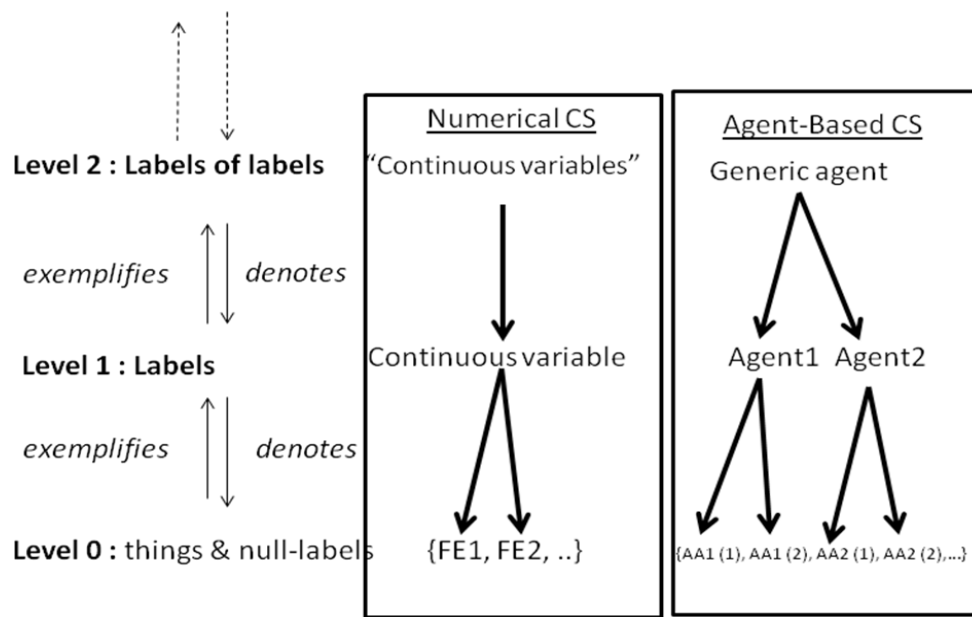 Numerical CS
Agent-Based CS
Level 2 : Labels of labels
“Continuous variables”
Generic agent
exemplifies
denotes
Level 1 : Labels
Continuous variable
Agent1
Agent2
exemplifies
denotes
Level 0 : things & null-labels
{FE1, FE2, ..}
{AA1 (1), AA1 (2), AA2 (1), AA2 (2),...}